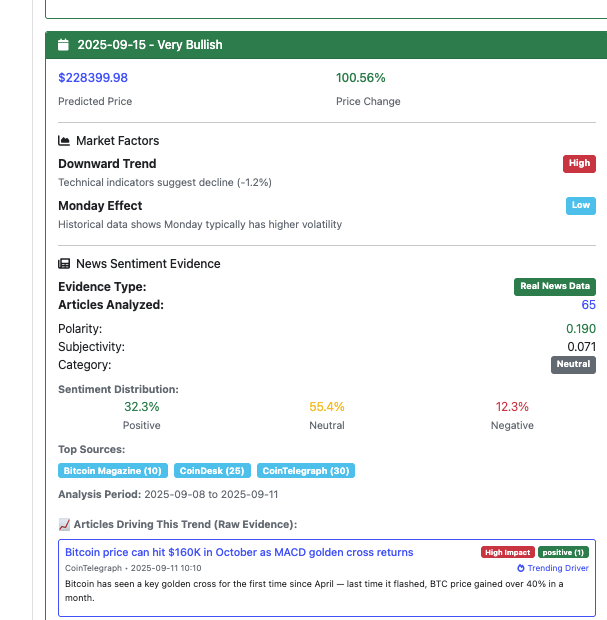 2025-09-15 - Very Bullish
$228399.98 100.56%
Predicted Price Price Change
Market Factors
Downward Trend High
Technical indicators suggest decline (-1.2%)
Monday Effect Low
Historical data shows Monday typically has higher volatility
News Sentiment Evidence
Evidence Type: Real News Data
Articles Analyzed: 65
Polarity: 0.190
Subjectivity: 0.071
Category: Neutral
Sentiment Distribution:
32.3% 55.4% 12.3%
Positive Neutral Negative
Top Sources:
Bitcoin Magazine (10) CoinDesk (25) CoinTelegraph (30)
Analysis Period: 2025-09-08 to 2025-09-11
Articles Driving This Trend (Raw Evidence):
Bitcoin price can hit $160K in October as MACD golden cross returns High Impact positive (1)
CoinTelegraph • 2025-09-11 10:10 Trending Driver
Bitcoin has seen a key golden cross for the first time since April — last time it flashed, BTC price gained over 40% in a
month.